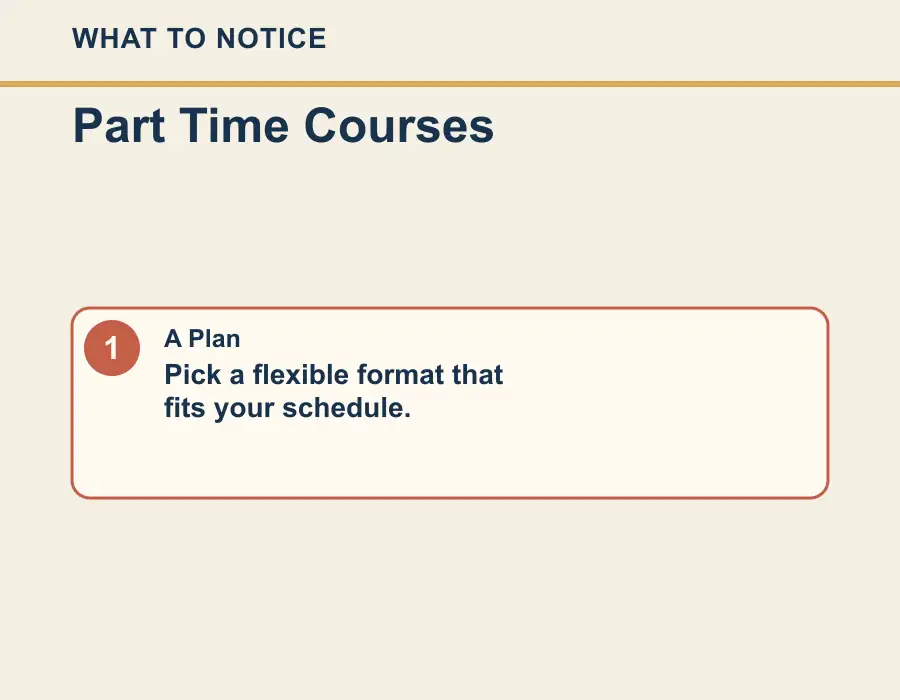 WHAT TO NOTICE
Part Time Courses
1
A Plan
Pick a flexible format that
fits your schedule.